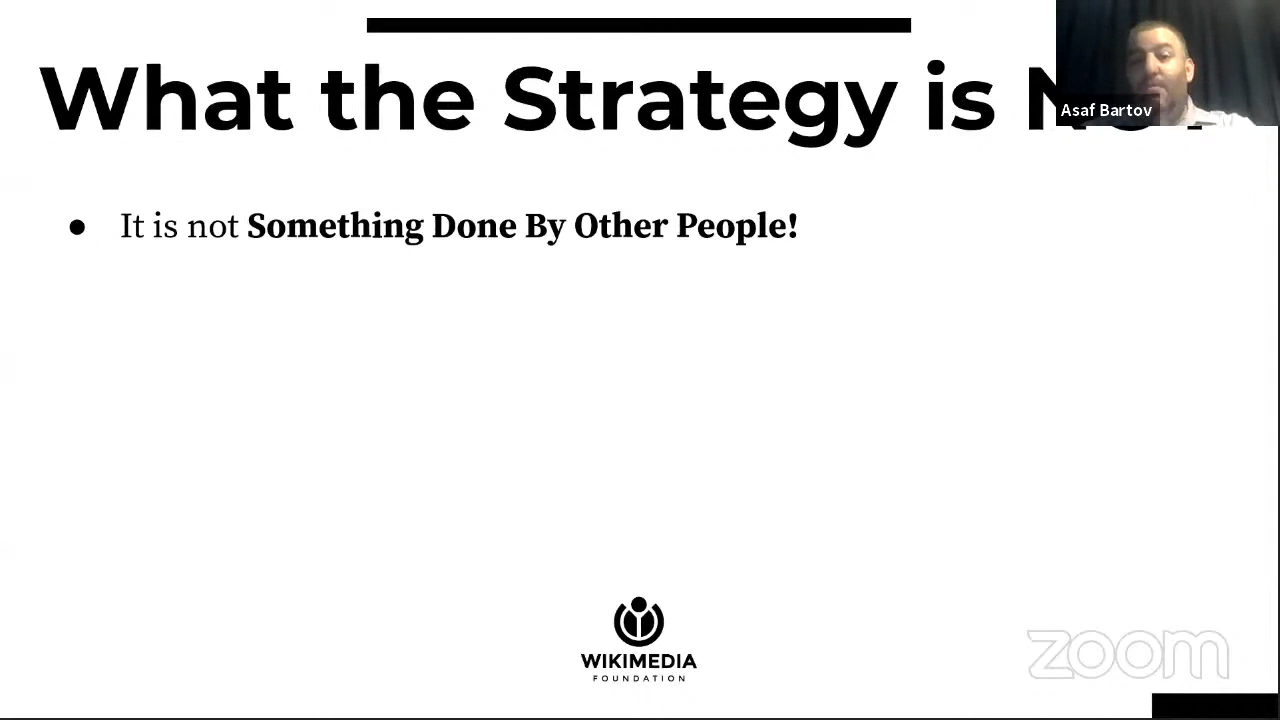 What the Strategy is
Asaf Bartov
● It is not Something Done By Other People!
WIKIMEDIA
FOUNDATION
zoom